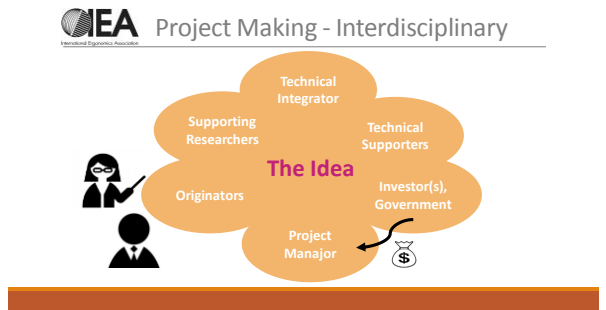 IEA
International Ergonomics Association
Project Making - Interdisciplinary
Technical
Integrator
Supporting
Researchers
Technical
Supporters
The Idea
Originators
Investor(s),
Government
Project
Manajor
$